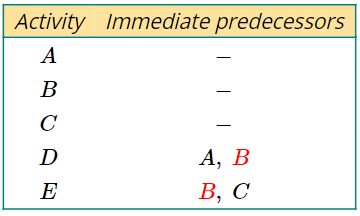 Activity Immediate predecessors
A –
B –
C –
D A, B
E B, C